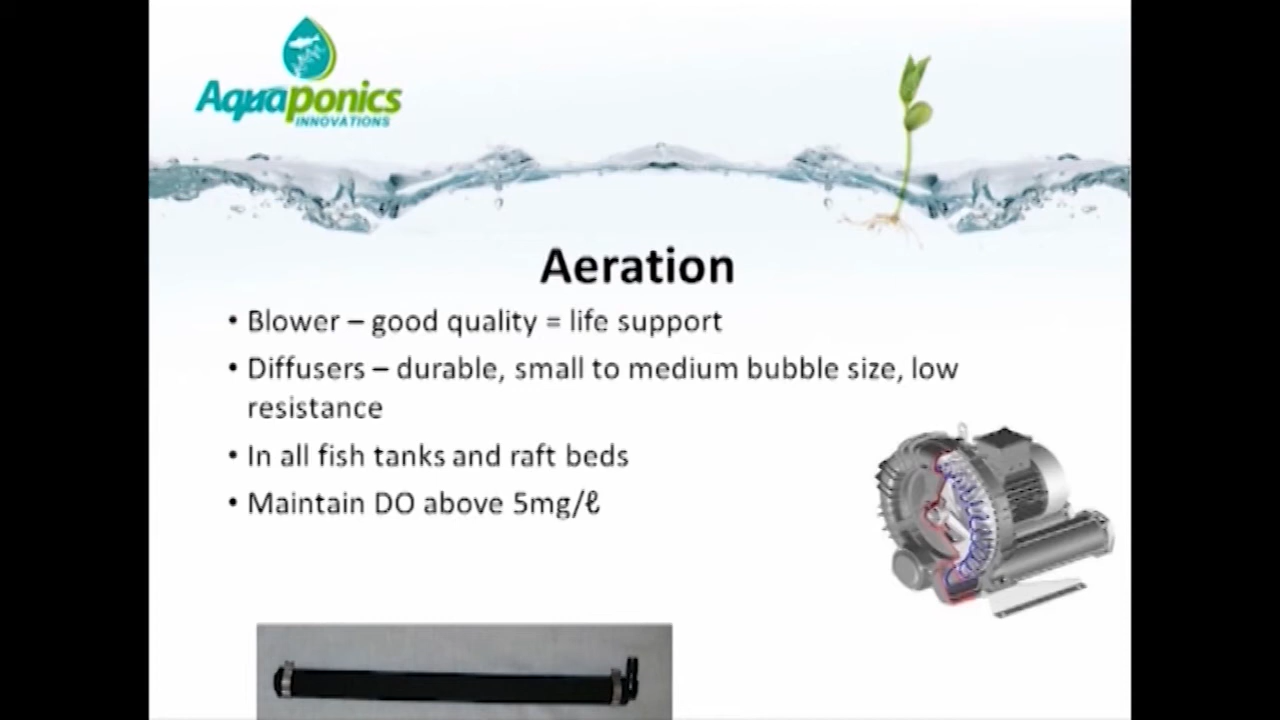 Aquaponics
INNOVATIONS
Aeration
• Blower – good quality = life support
• Diffusers – durable, small to medium bubble size, low
resistance
• In all fish tanks and raft beds
• Maintain DO above 5mg/ℓ